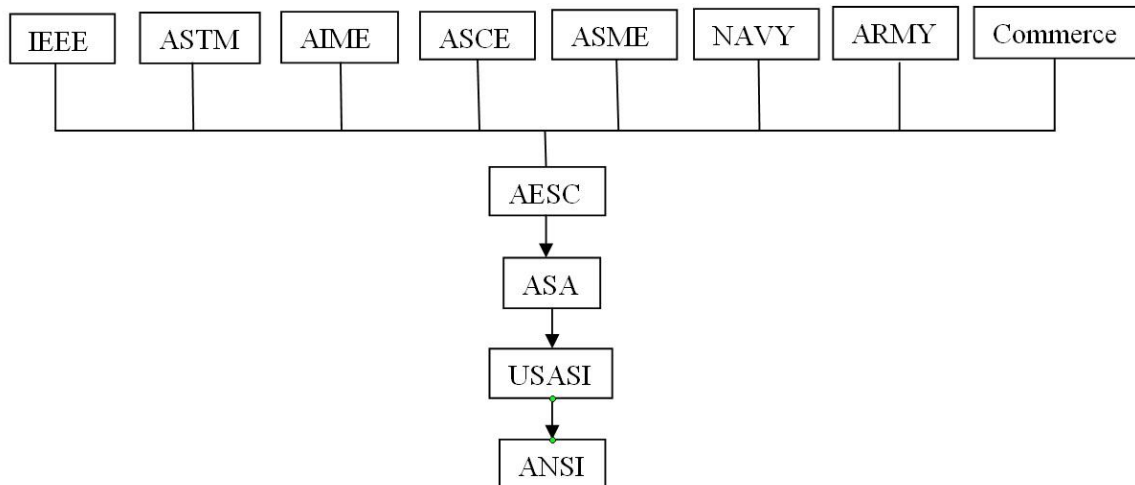 IEEE
ASTM
AIME
ASCE
ASME
NAVY
ARMY
Commerce
AESC
ASA
USASI
ANSI